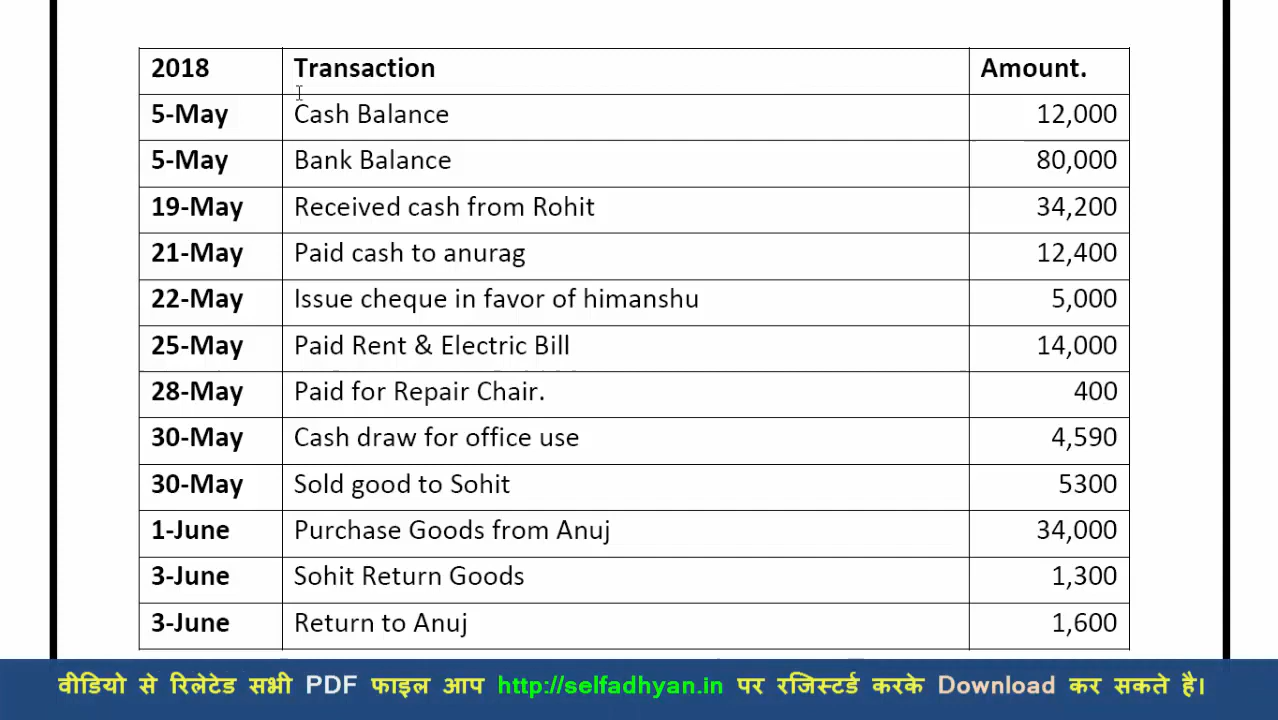 2018 Transaction Amount.
5-May Cash Balance 12,000
5-May Bank Balance 80,000
19-May Received cash from Rohit 34,200
21-May Paid cash to anurag 12,400
22-May Issue cheque in favor of himanshu 5,000
25-May Paid Rent & Electric Bill 14,000
28-May Paid for Repair Chair. 400
30-May Cash draw for office use 4,590
30-May Sold good to Sohit 5300
1-June Purchase Goods from Anuj 34,000
3-June Sohit Return Goods 1,300
3-June Return to Anuj 1,600
वीडियो से रिलेटेड सभी PDF फाइल आप http://selfadhyan.in पर रजिस्टर्ड करके Download कर सकते है।